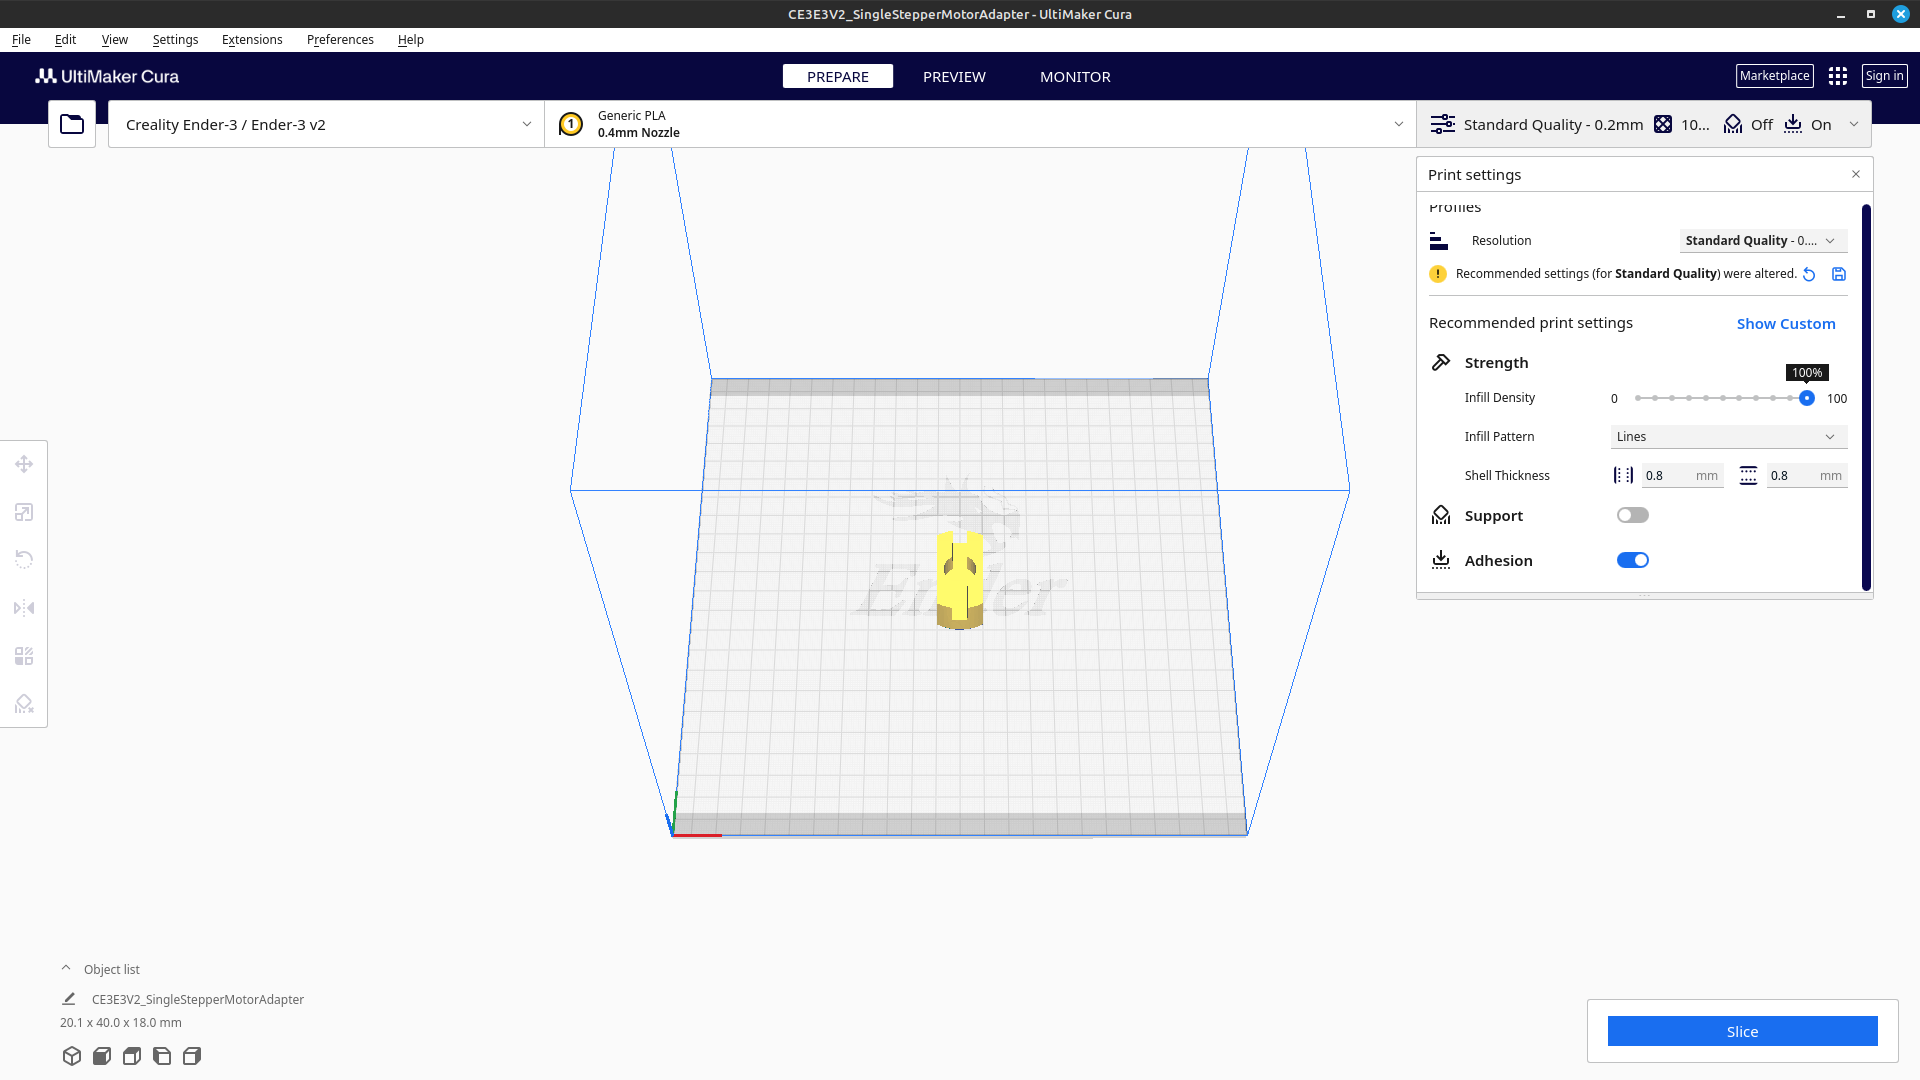 CE3E3V2_SingleStepperMotorAdapter - UltiMaker Cura
File Edit View Settings Extensions Preferences Help
UltiMaker Cura
PREPARE PREVIEW MONITOR
Marketplace Sign in
Creality Ender-3 / Ender-3 v2
1
Generic PLA
0.4mm Nozzle
Standard Quality - 0.2mm 10... Off On
Print settings
Profiles
Resolution Standard Quality - 0....
Recommended settings (for Standard Quality) were altered.
Recommended print settings Show Custom
Strength
100%
Infill Density 0 100
Infill Pattern Lines
Shell Thickness 0.8 mm 0.8 mm
Support
Adhesion
Ender
Object list
CE3E3V2_SingleStepperMotorAdapter
20.1 x 40.0 x 18.0 mm
Slice